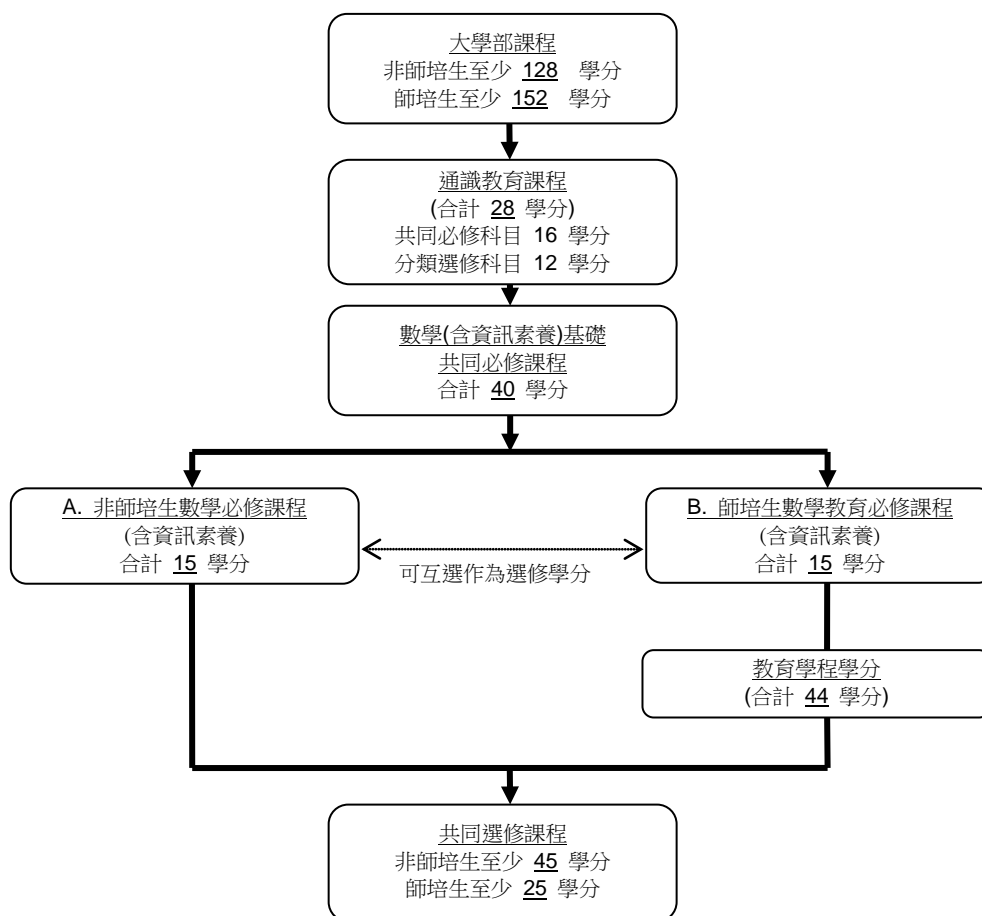 大學部課程
非師培生至少 128 學分
師培生至少 152 學分
通識教育課程
(合計 28 學分)
共同必修科目 16 學分
分類選修科目 12 學分
數學(含資訊素養)基礎
共同必修課程
合計 40 學分
A. 非師培生數學必修課程
(含資訊素養)
合計 15 學分
可互選作為選修學分
B. 師培生數學教育必修課程
(含資訊素養)
合計 15 學分
教育學程學分
(合計 44 學分)
共同選修課程
非師培生至少 45 學分
師培生至少 25 學分